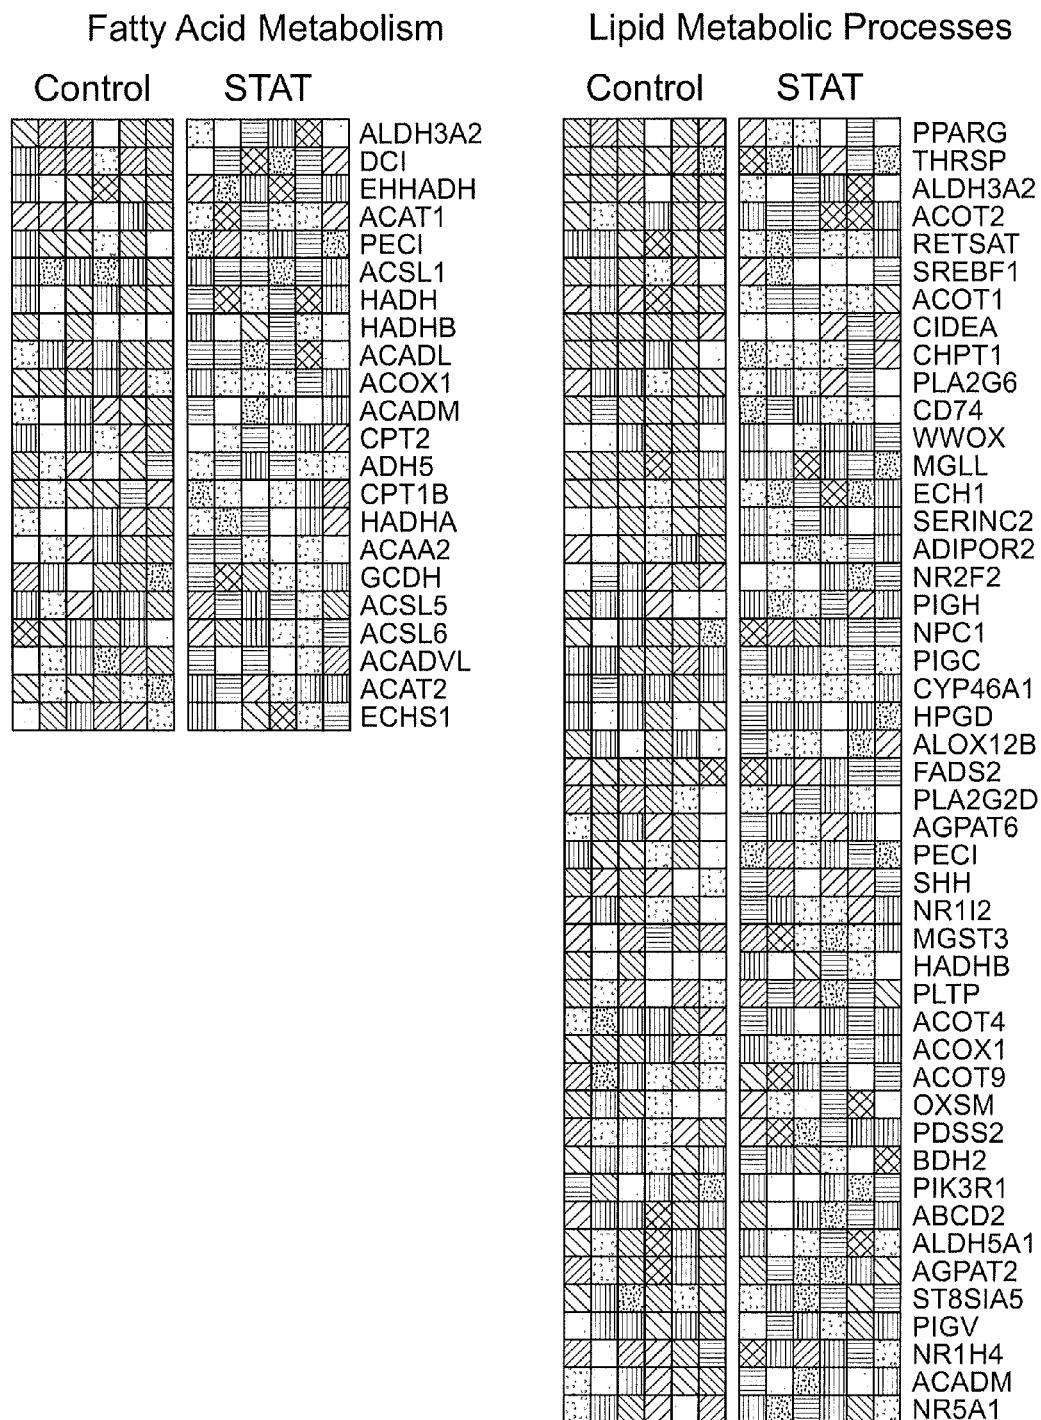 Fatty Acid Metabolism
Control STAT
ALDH3A2
DCI
EHHADH
ACAT1
PECI
ACSL1
HADH
HADHB
ACADL
ACOX1
ACADM
CPT2
ADH5
CPT1B
HADHA
ACAA2
GCDH
ACSL5
ACSL6
ACADVL
ACAT2
ECHS1
Lipid Metabolic Processes
Control STAT
PPARG
THRSP
ALDH3A2
ACOT2
RETSAT
SREBF1
ACOT1
CIDEA
CHPT1
PLA2G6
CD74
WWOX
MGLL
ECH1
SERINC2
ADIPOR2
NR2F2
PIGH
NPC1
PIGC
CYP46A1
HPGD
ALOX12B
FADS2
PLA2G2D
AGPAT6
PECI
SHH
NR1I2
MGST3
HADHB
PLTP
ACOT4
ACOX1
ACOT9
OXSM
PDSS2
BDH2
PIK3R1
ABCD2
ALDH5A1
AGPAT2
ST8SIA5
PIGV
NR1H4
ACADM
NR5A1